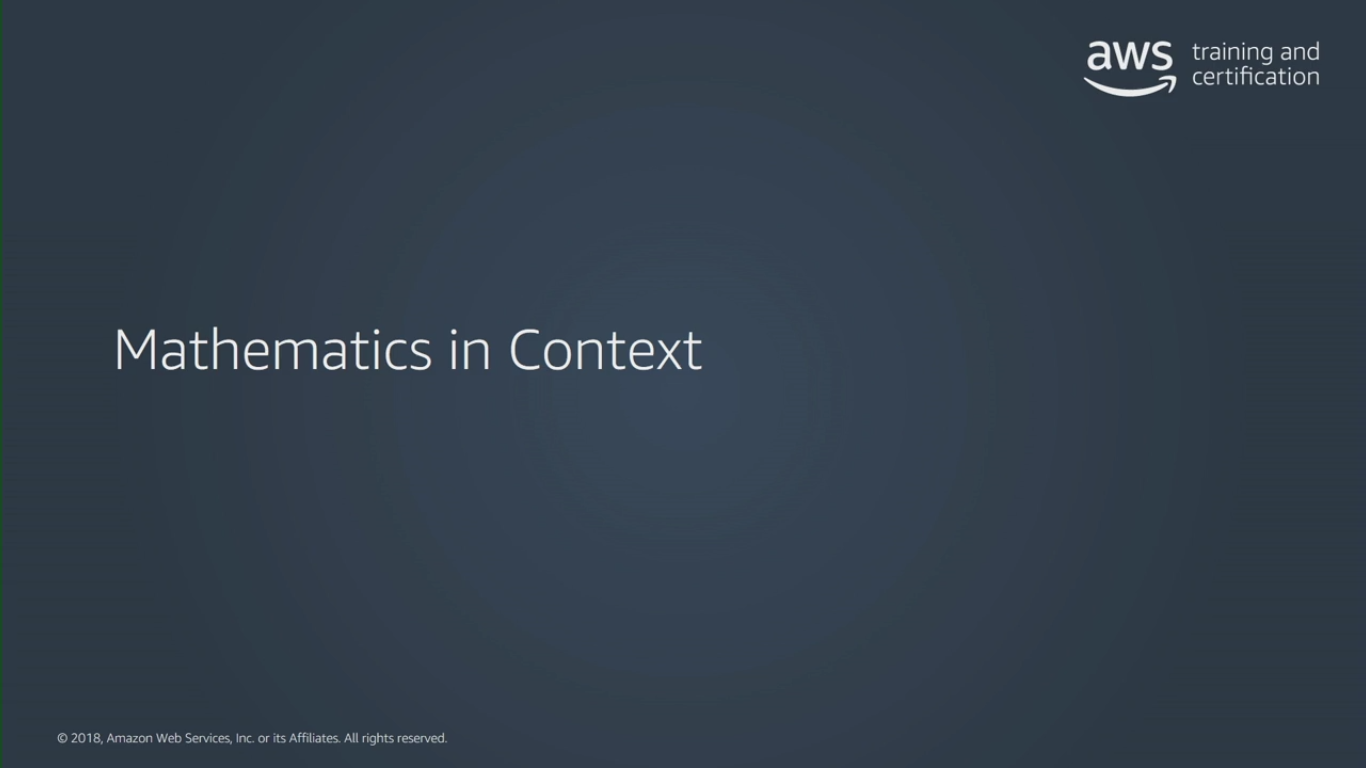 aws training and
certification
Mathematics in Context
© 2018, Amazon Web Services, Inc. or its Affiliates. All rights reserved.